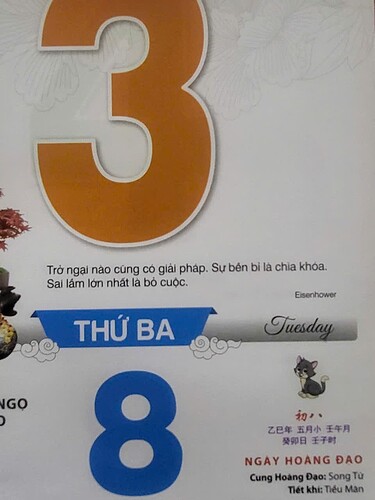 3
Trở ngại nào cũng có giải pháp. Sự bền bỉ là chìa khóa.
Sai lầm lớn nhất là bỏ cuộc.
Eisenhower
THỨ BA
Tuesday
NGỌ
8
初八
乙巳年 五月小 壬午月
癸卯日 壬子时
NGÀY HOÀNG ĐẠO
Cung Hoàng Đạo: Song Tử
Tiết khí: Tiểu Mãn